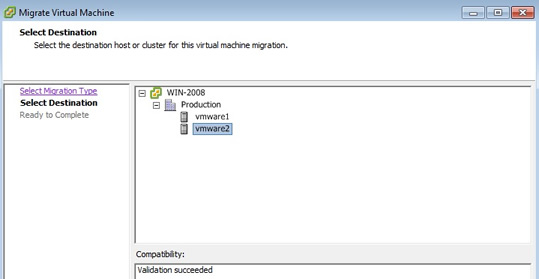 Migrate Virtual Machine
Select Destination
Select the destination host or cluster for this virtual machine migration.
Select Migration Type
Select Destination
Ready to Complete
WIN-2008
Production
vmware1
vmware2
Compatibility:
Validation succeeded